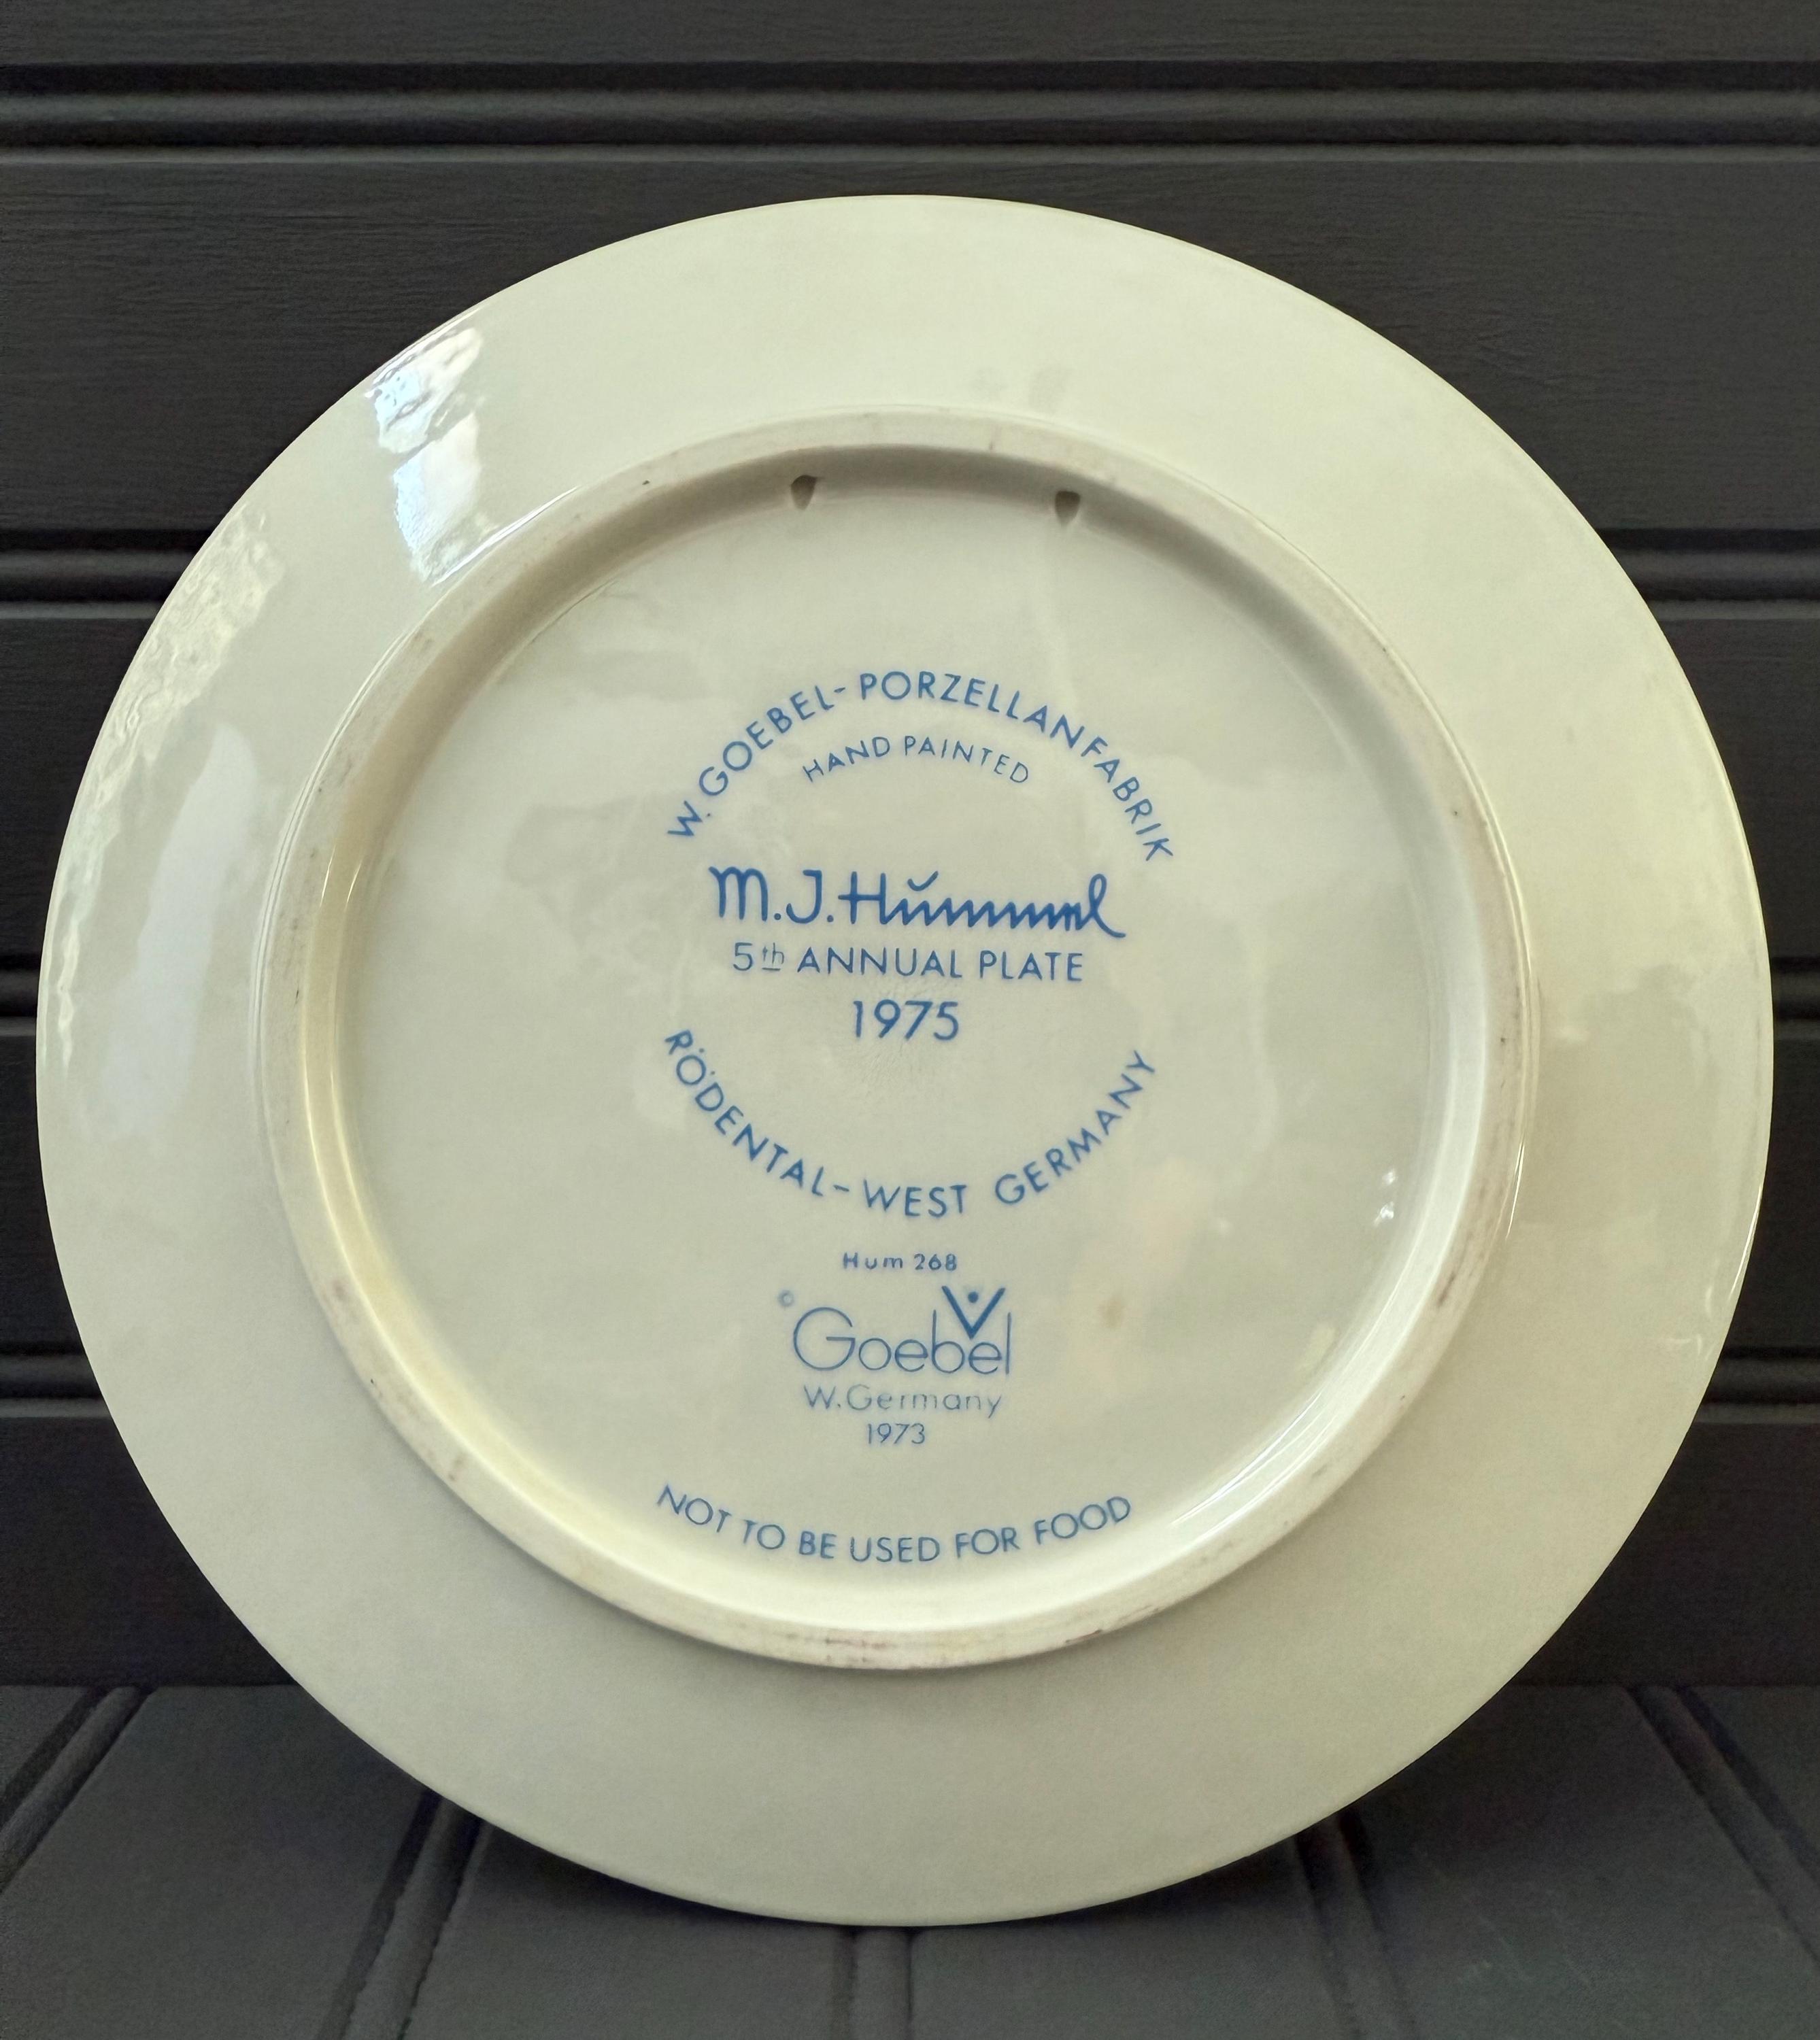 W. GOEBEL-PORZELLANFABRIK
HAND PAINTED
M.J.Hŭmmel
5th ANNUAL PLATE
1975
RÖDENTAL-WEST GERMANY
Hum 268
© Goebel
W.Germany
1973
NOT TO BE USED FOR FOOD